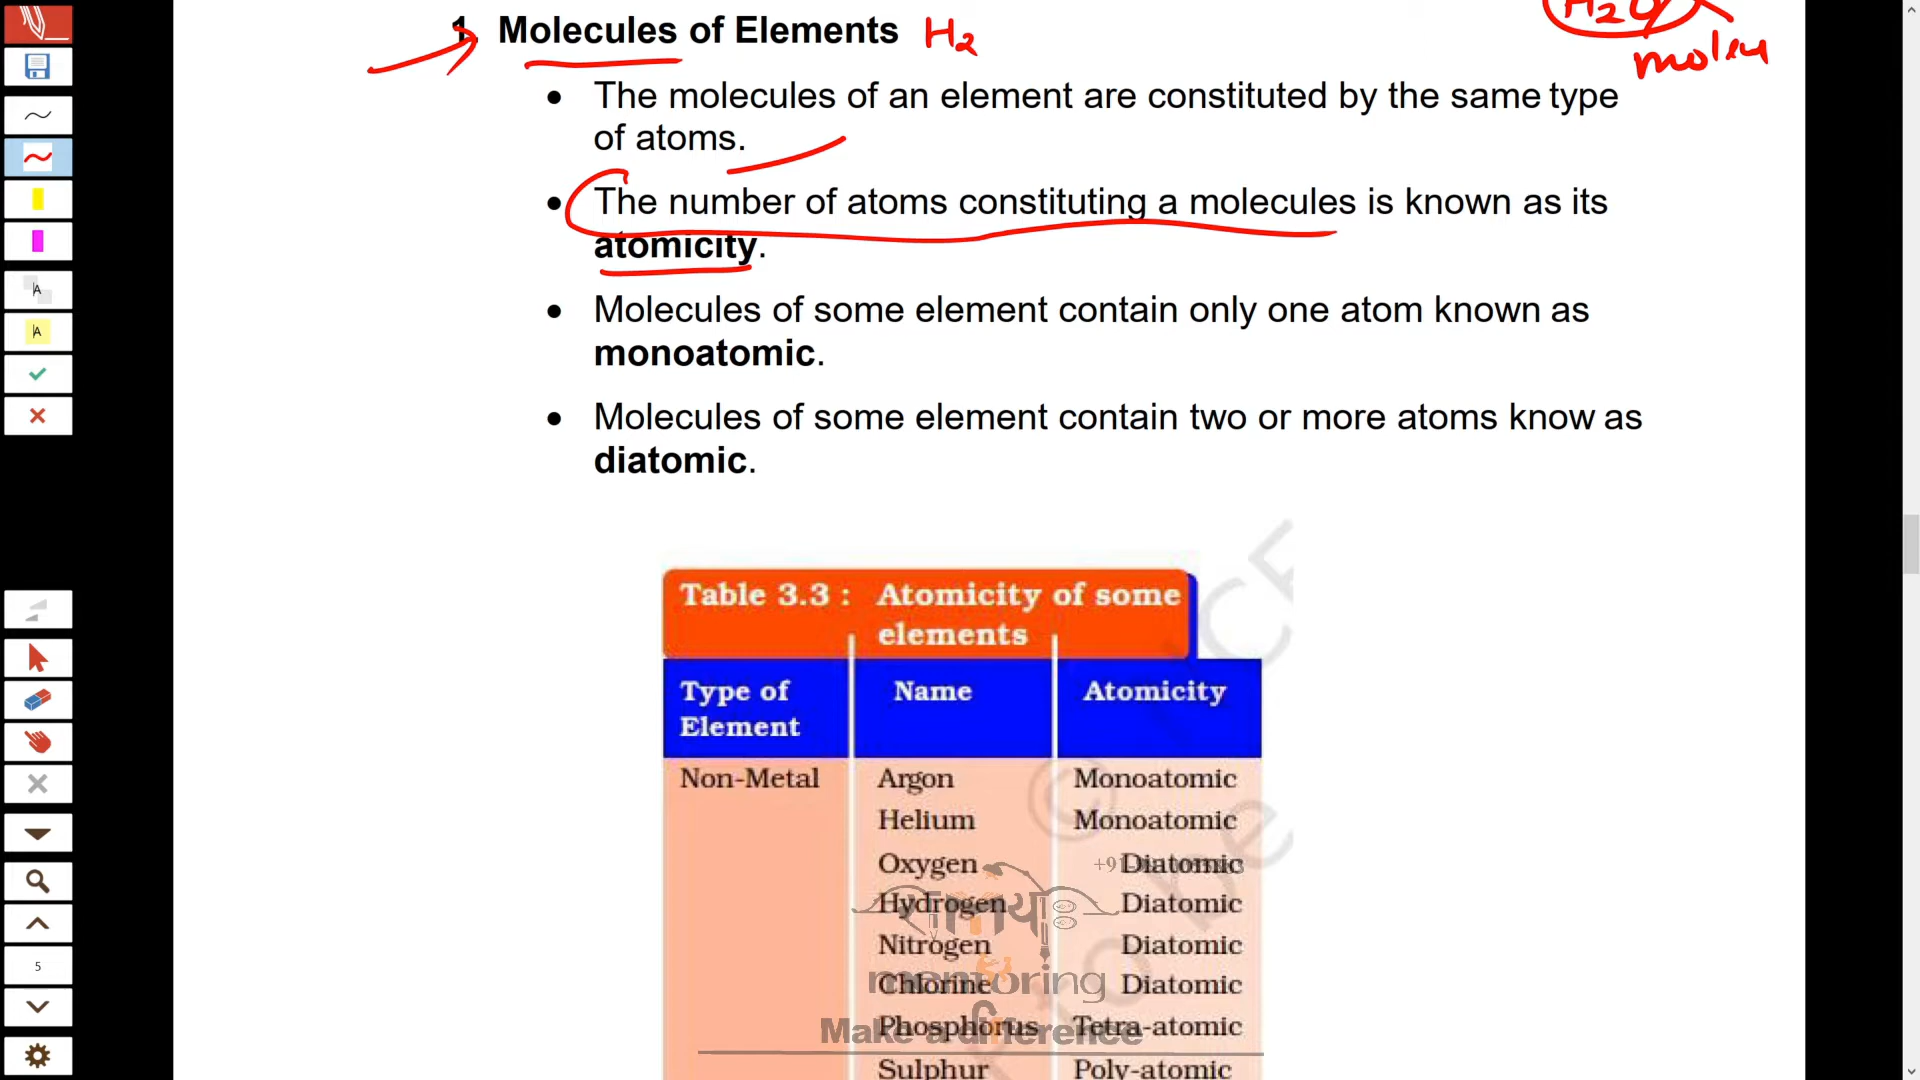 1. Molecules of Elements H2
H2O
molecu
The molecules of an element are constituted by the same type
of atoms.
The number of atoms constituting a molecules is known as its
atomicity.
Molecules of some element contain only one atom known as
monoatomic.
Molecules of some element contain two or more atoms know as
diatomic.
Table 3.3 : Atomicity of some
elements
Type of
Element
Name
Atomicity
Non-Metal Argon Monoatomic
Helium Monoatomic
Oxygen Diatomic
Hydrogen Diatomic
Nitrogen Diatomic
mentoring
Chlorine Diatomic
Make a difference
Phosphorus Tetra-atomic
Sulphur Poly-atomic
A
A
5